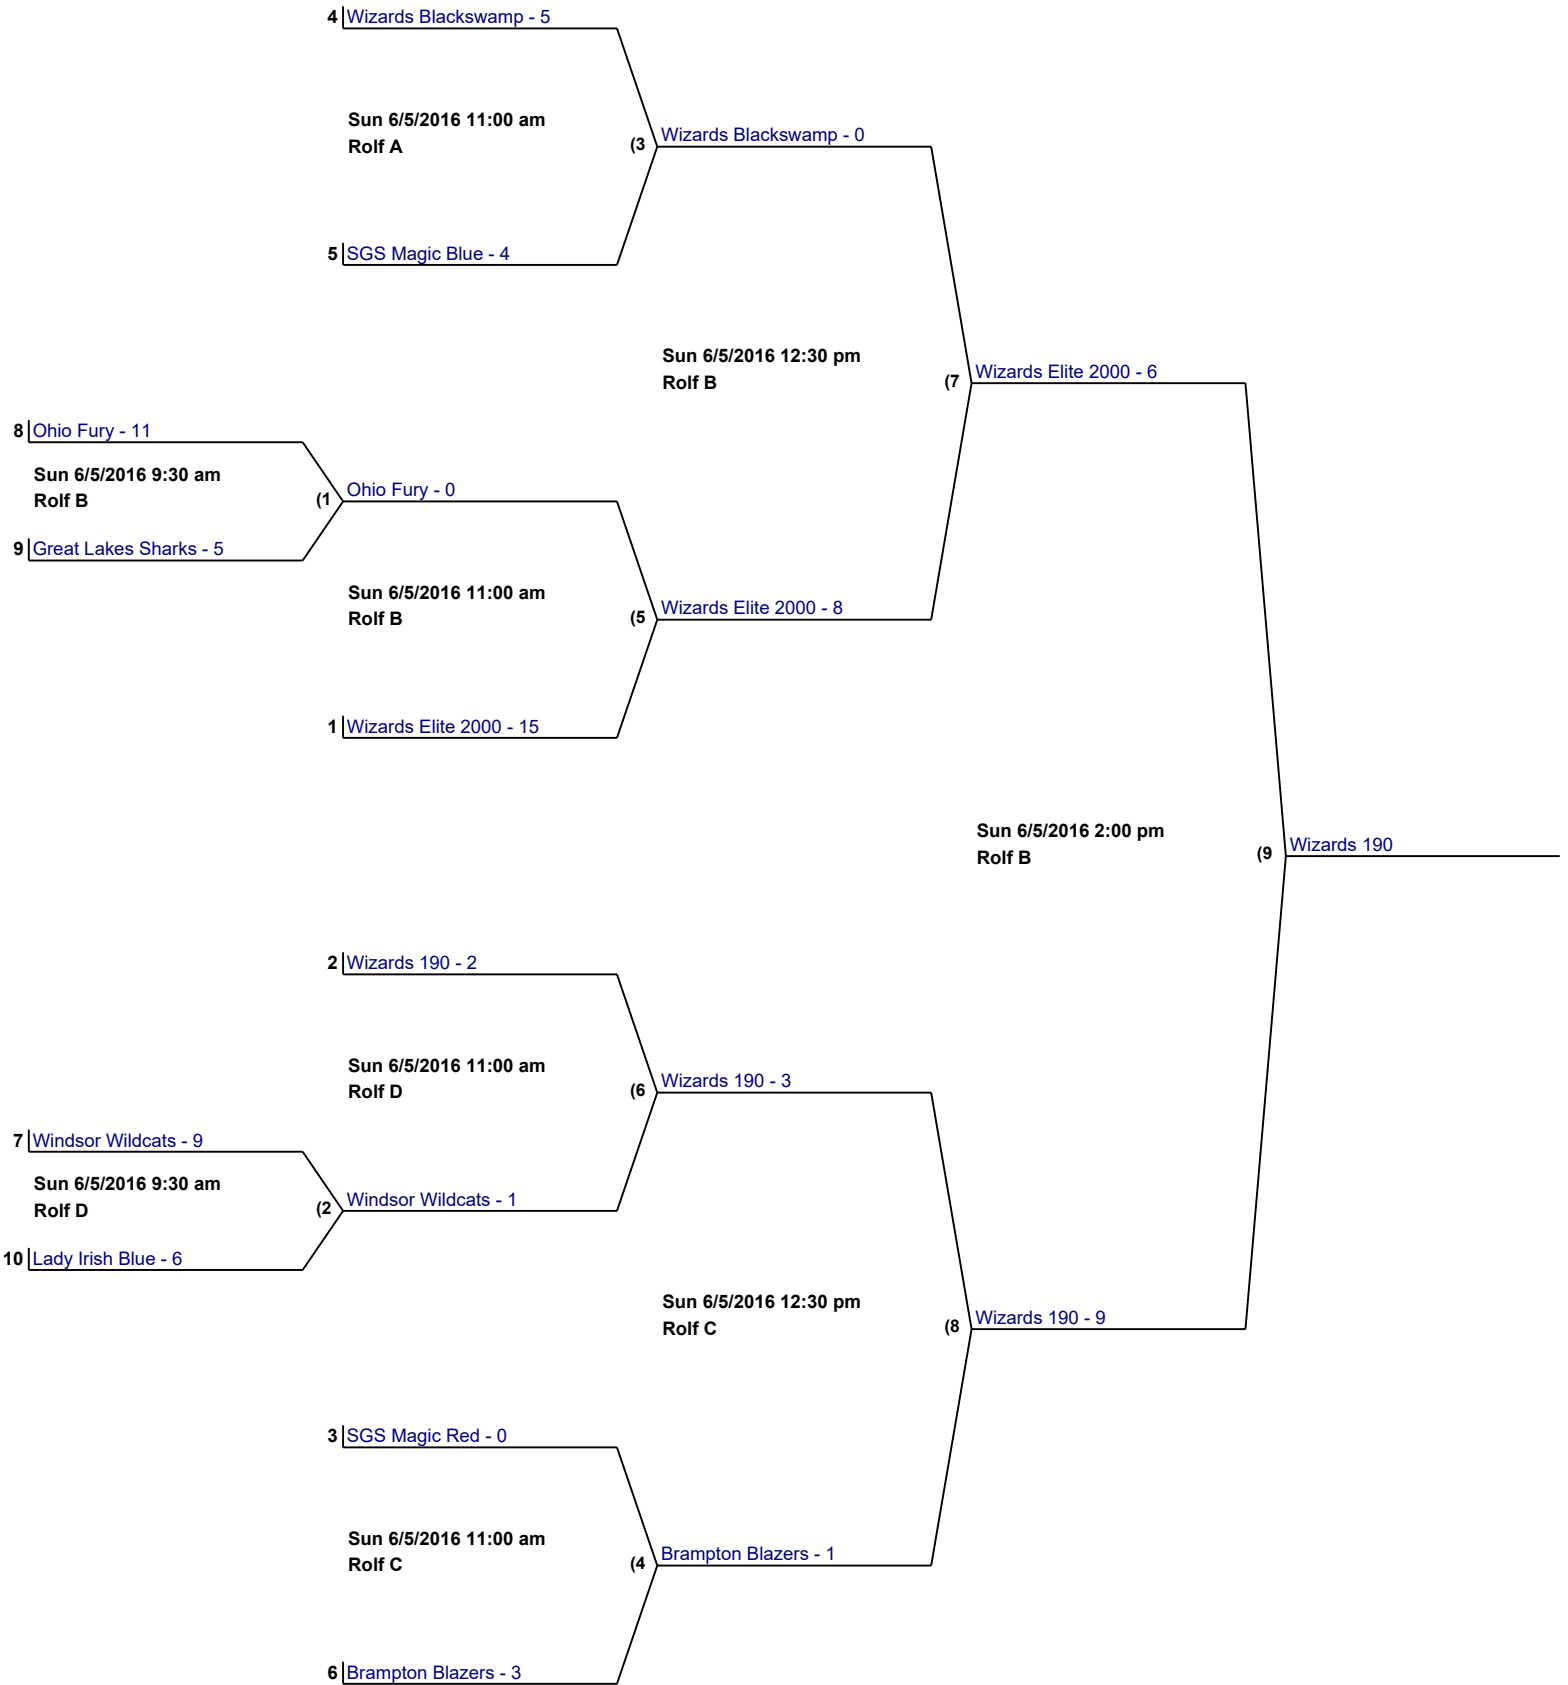 4 Wizards Blackswamp - 5
Sun 6/5/2016 11:00 am
Rolf A
(3 Wizards Blackswamp - 0
5 SGS Magic Blue - 4
Sun 6/5/2016 12:30 pm
Rolf B
(7 Wizards Elite 2000 - 6
8 Ohio Fury - 11
Sun 6/5/2016 9:30 am
Rolf B
(1 Ohio Fury - 0
9 Great Lakes Sharks - 5
Sun 6/5/2016 11:00 am
Rolf B
(5 Wizards Elite 2000 - 8
1 Wizards Elite 2000 - 15
Sun 6/5/2016 2:00 pm
Rolf B
(9 Wizards 190
2 Wizards 190 - 2
Sun 6/5/2016 11:00 am
Rolf D
(6 Wizards 190 - 3
7 Windsor Wildcats - 9
Sun 6/5/2016 9:30 am
Rolf D
(2 Windsor Wildcats - 1
10 Lady Irish Blue - 6
Sun 6/5/2016 12:30 pm
Rolf C
(8 Wizards 190 - 9
3 SGS Magic Red - 0
Sun 6/5/2016 11:00 am
Rolf C
(4 Brampton Blazers - 1
6 Brampton Blazers - 3